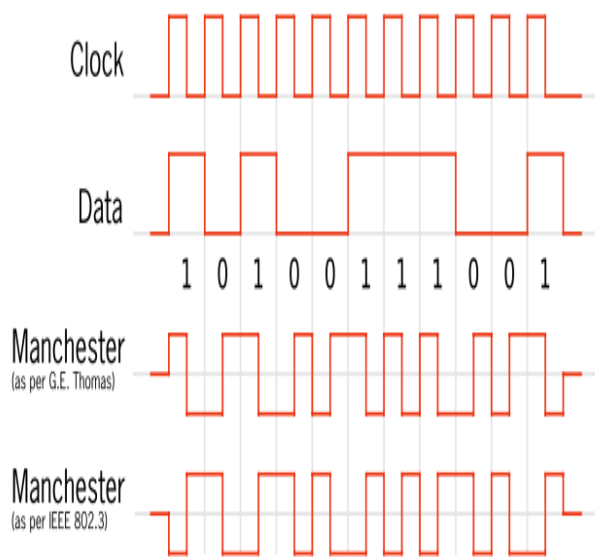 Clock
Data
1 0 1 0 0 1 1 1 0 0 1
Manchester
(as per G.E. Thomas)
Manchester
(as per IEEE 802.3)